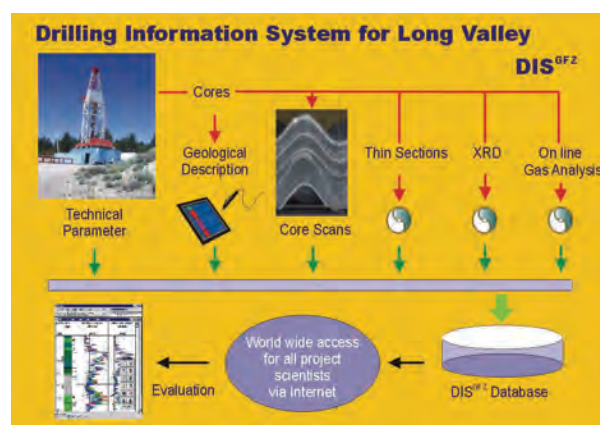 Drilling Information System for Long Valley
DIS GFZ
Cores
Geological
Description
Thin Sections
XRD
On line
Gas Analysis
Technical
Parameter
Core Scans
World wide access
for all project
scientists
via Internet
Evaluation
DIS GFZ Database